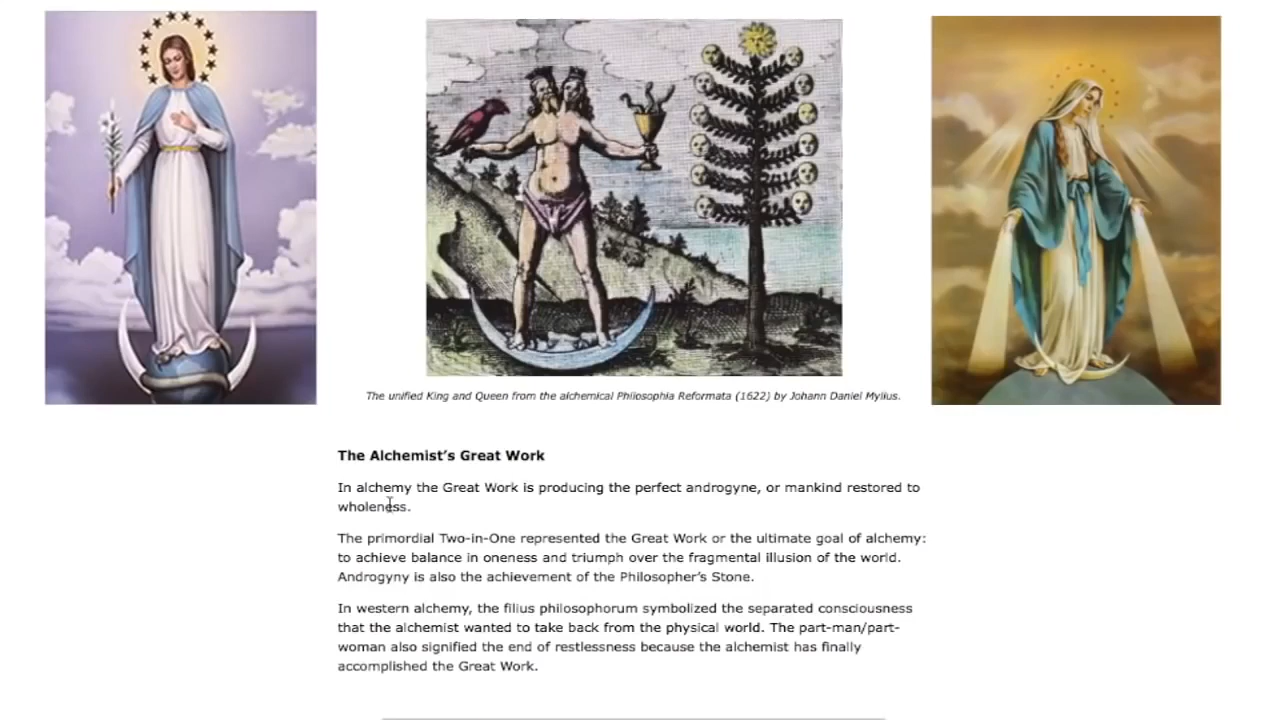 The unified King and Queen from the alchemical Philosophia Reformata (1622) by Johann Daniel Mylius.
The Alchemist's Great Work
In alchemy the Great Work is producing the perfect androgyne, or mankind restored to
wholeness.
The primordial Two-in-One represented the Great Work or the ultimate goal of alchemy:
to achieve balance in oneness and triumph over the fragmental illusion of the world.
Androgyny is also the achievement of the Philosopher's Stone.
In western alchemy, the filius philosophorum symbolized the separated consciousness
that the alchemist wanted to take back from the physical world. The part-man/part-
woman also signified the end of restlessness because the alchemist has finally
accomplished the Great Work.